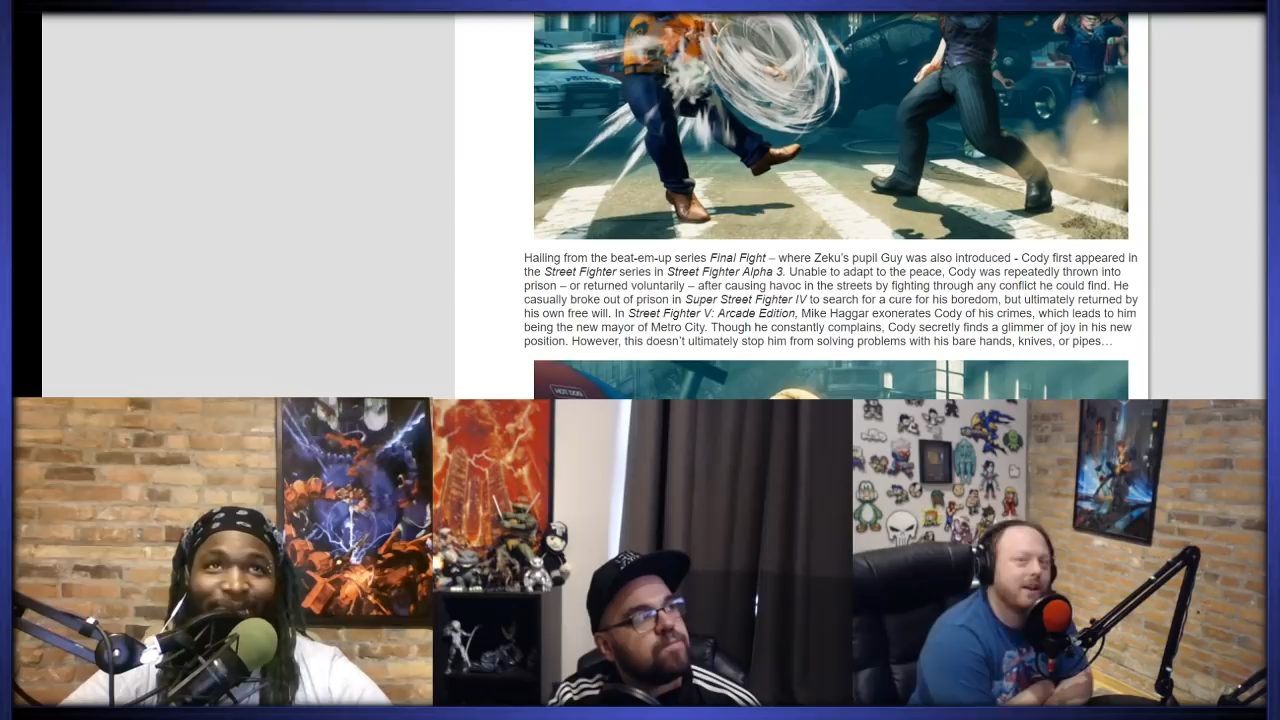 Hailing from the beat-em-up series Final Fight – where Zeku's pupil Guy was also introduced - Cody first appeared in
the Street Fighter series in Street Fighter Alpha 3. Unable to adapt to the peace, Cody was repeatedly thrown into
prison – or returned voluntarily – after causing havoc in the streets by fighting through any conflict he could find. He
casually broke out of prison in Super Street Fighter IV to search for a cure for his boredom, but ultimately returned by
his own free will. In Street Fighter V: Arcade Edition, Mike Haggar exonerates Cody of his crimes, which leads to him
being the new mayor of Metro City. Though he constantly complains, Cody secretly finds a glimmer of joy in his new
position. However, this doesn't ultimately stop him from solving problems with his bare hands, knives, or pipes…
HOT DOG